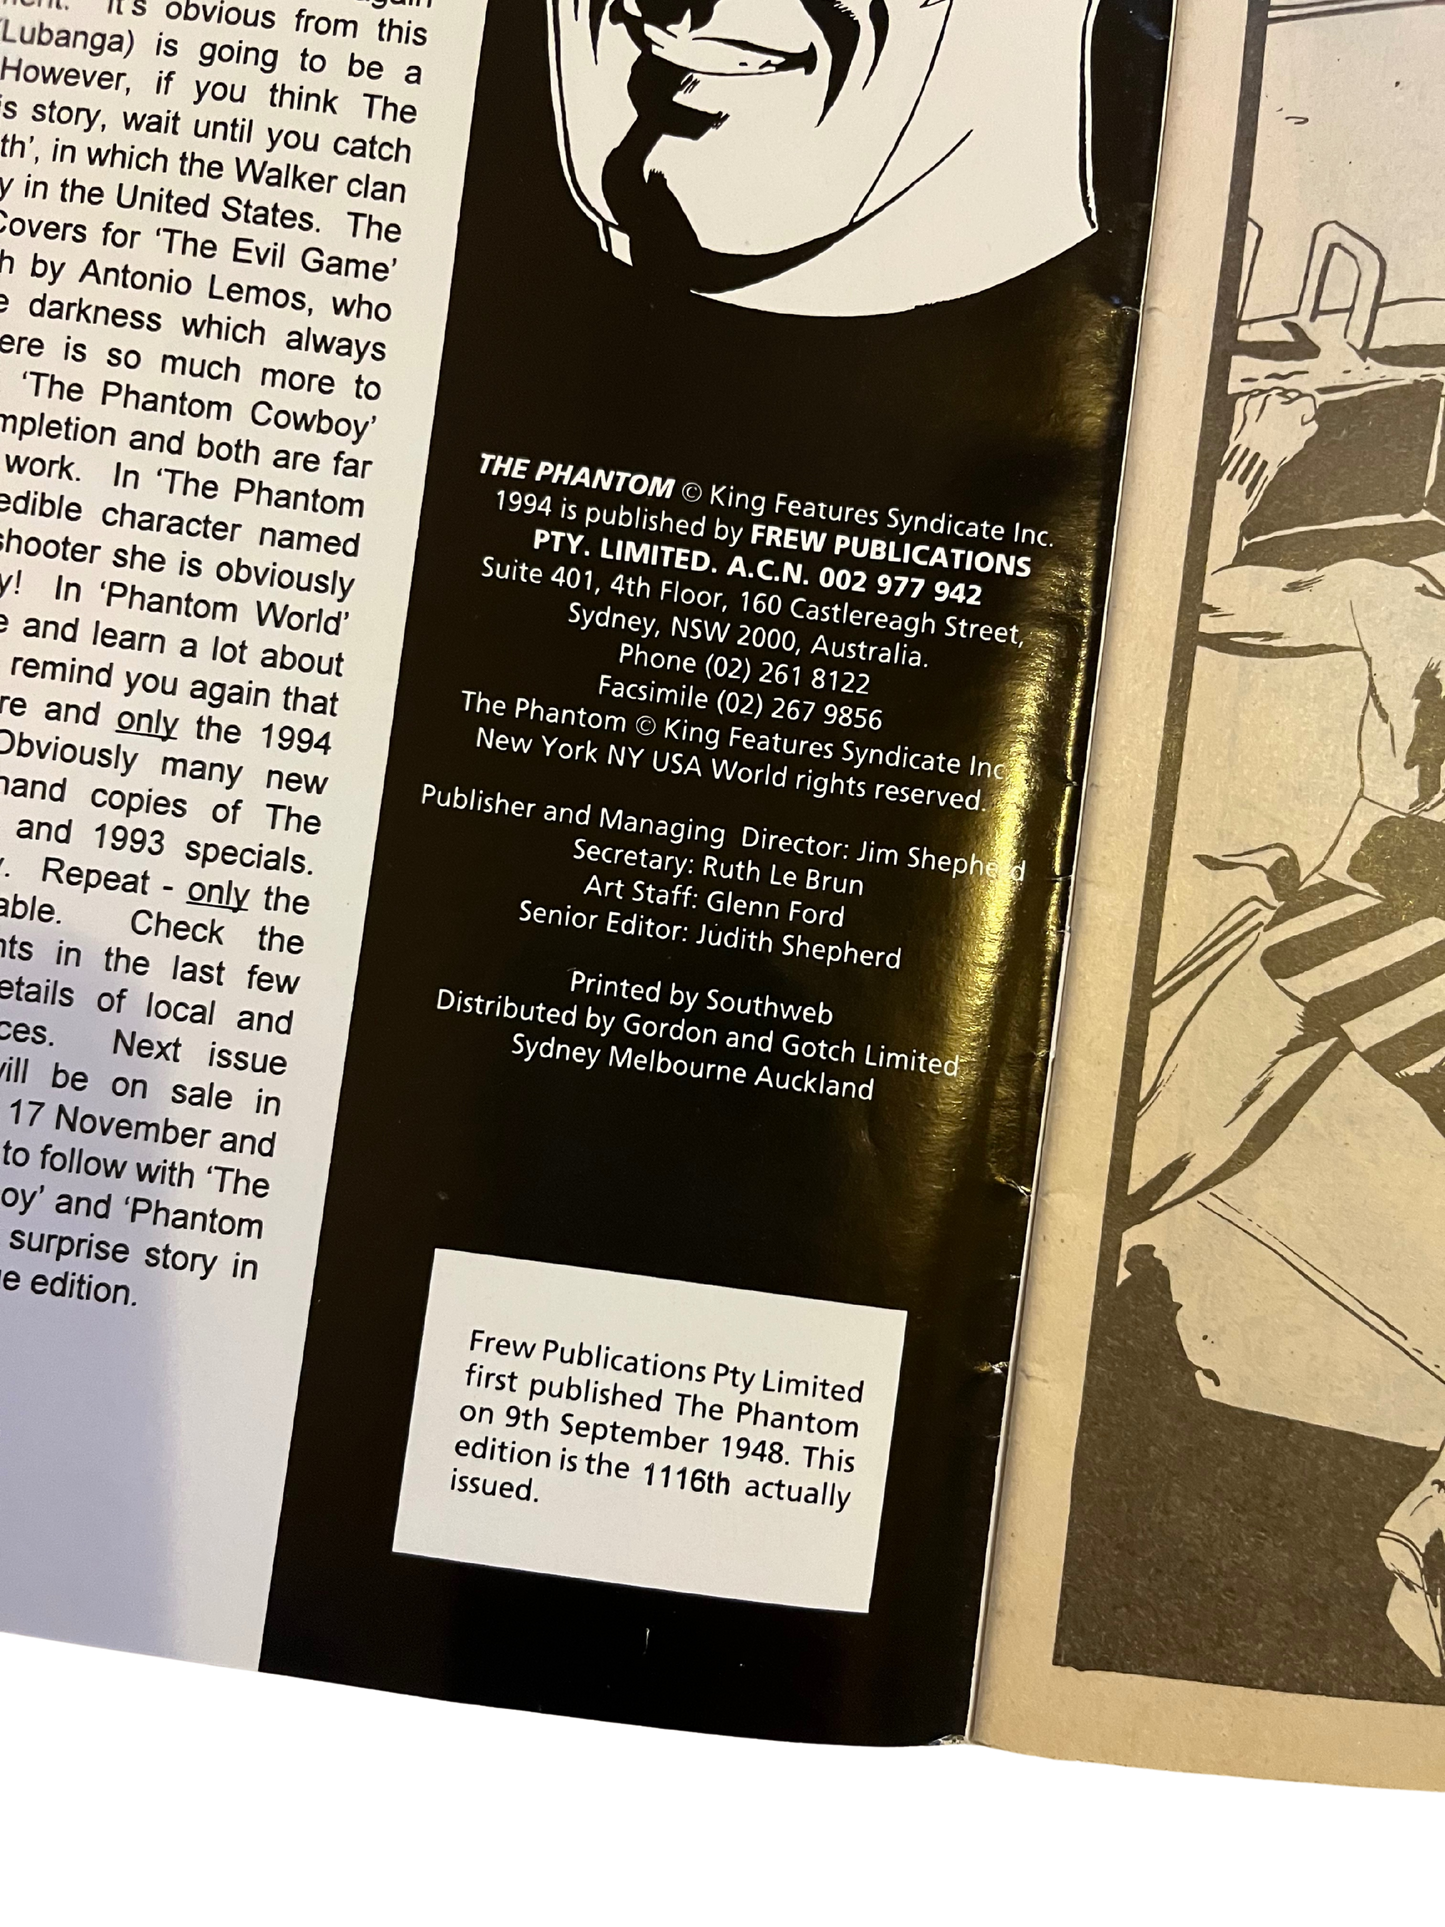 It's obvious from this
Lubanga) is going to be a
However, if you think The
is story, wait until you catch
th', in which the Walker clan
y in the United States. The
Covers for 'The Evil Game'
h by Antonio Lemos, who
e darkness which always
ere is so much more to
'The Phantom Cowboy'
mpletion and both are far
work. In 'The Phantom
edible character named
shooter she is obviously
y! In 'Phantom World'
e and learn a lot about
remind you again that
re and only the 1994
Obviously many new
hand copies of The
and 1993 specials.
y. Repeat - only the
able. Check the
nts in the last few
etails of local and
ces. Next issue
will be on sale in
17 November and
to follow with 'The
oy' and 'Phantom
surprise story in
e edition.
THE PHANTOM © King Features Syndicate Inc.
1994 is published by FREW PUBLICATIONS
PTY. LIMITED. A.C.N. 002 977 942
Suite 401, 4th Floor, 160 Castlereagh Street,
Sydney, NSW 2000, Australia.
Phone (02) 261 8122
Facsimile (02) 267 9856
The Phantom © King Features Syndicate Inc
New York NY USA World rights reserved.
Publisher and Managing Director: Jim Shepherd
Secretary: Ruth Le Brun
Art Staff: Glenn Ford
Senior Editor: Judith Shepherd
Printed by Southweb
Distributed by Gordon and Gotch Limited
Sydney Melbourne Auckland
Frew Publications Pty Limited
first published The Phantom
on 9th September 1948. This
edition is the 1116th actually
issued.